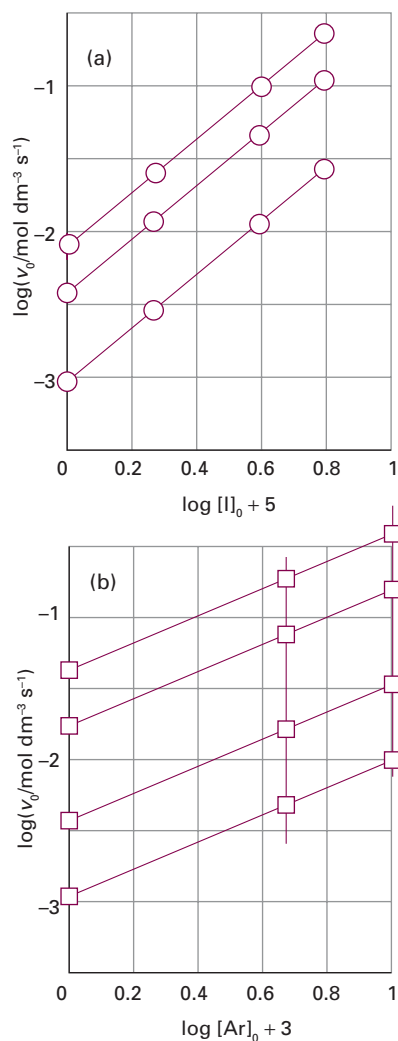 (a)
−1
−2
−3
log(v₀/mol dm⁻³ s⁻¹)
0 0.2 0.4 0.6 0.8 1
log [I]₀ + 5
(b)
−1
−2
−3
log(v₀/mol dm⁻³ s⁻¹)
0 0.2 0.4 0.6 0.8 1
log [Ar]₀ + 3